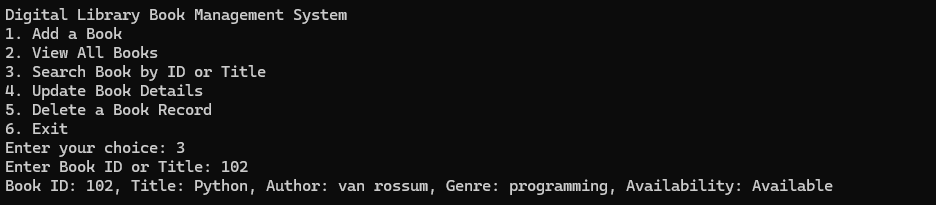 Digital Library Book Management System
1. Add a Book
2. View All Books
3. Search Book by ID or Title
4. Update Book Details
5. Delete a Book Record
6. Exit
Enter your choice: 3
Enter Book ID or Title: 102
Book ID: 102, Title: Python, Author: van rossum, Genre: programming, Availability: Available